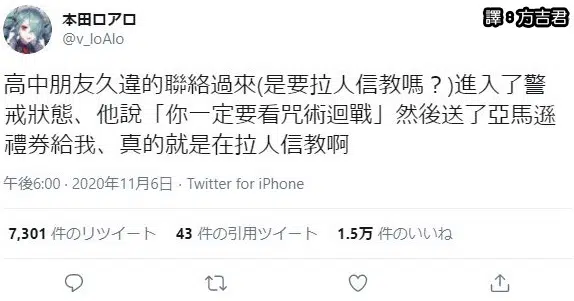 譯:方吉君
本田ロアロ
@v_loAlo
高中朋友久違的聯絡過來(是要拉人信教嗎？)進入了警
戒狀態、他說「你一定要看咒術迴戰」然後送了亞馬遜
禮券給我、真的就是在拉人信教啊
午後6:00 · 2020年11月6日 · Twitter for iPhone
7,301 件のリツイート 43 件の引用ツイート 1.5万 件のいいね